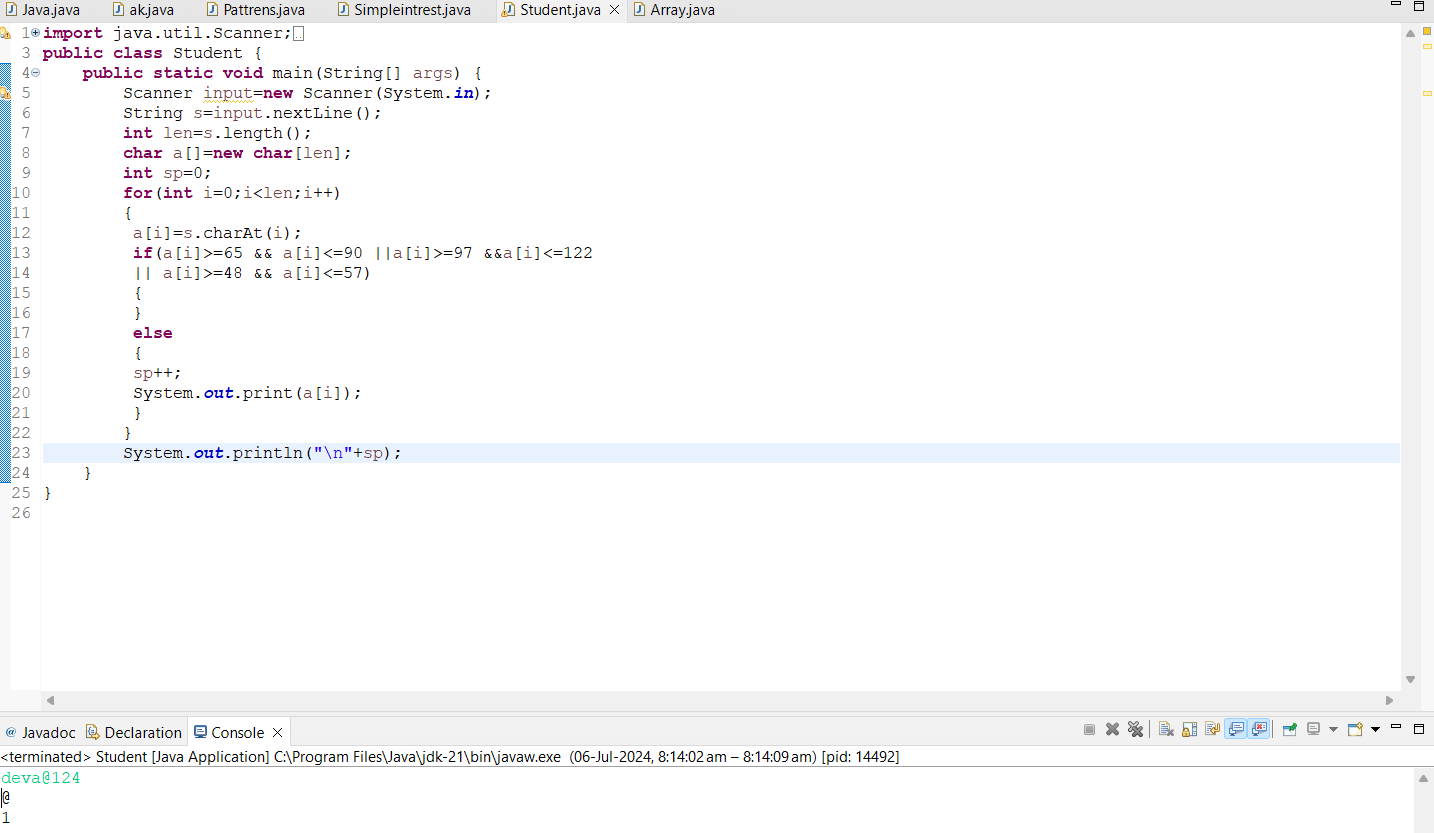 Java.java ak.java Pattrens.java Simpleintrest.java Student.java Array.java
1 import java.util.Scanner;
3 public class Student {
4     public static void main(String[] args) {
5         Scanner input=new Scanner(System.in);
6         String s=input.nextLine();
7         int len=s.length();
8         char a[]=new char[len];
9         int sp=0;
10         for(int i=0;i<len;i++)
11         {
12          a[i]=s.charAt(i);
13          if(a[i]>=65 && a[i]<=90 ||a[i]>=97 &&a[i]<=122
14          || a[i]>=48 && a[i]<=57)
15          {
16          }
17          else
18          {
19          sp++;
20          System.out.print(a[i]);
21          }
22         }
23         System.out.println("\n"+sp);
24     }
25 }
26
@ Javadoc Declaration Console
<terminated> Student [Java Application] C:\Program Files\Java\jdk-21\bin\javaw.exe (06-Jul-2024, 8:14:02 am – 8:14:09 am) [pid: 14492]
deva@124
@
1